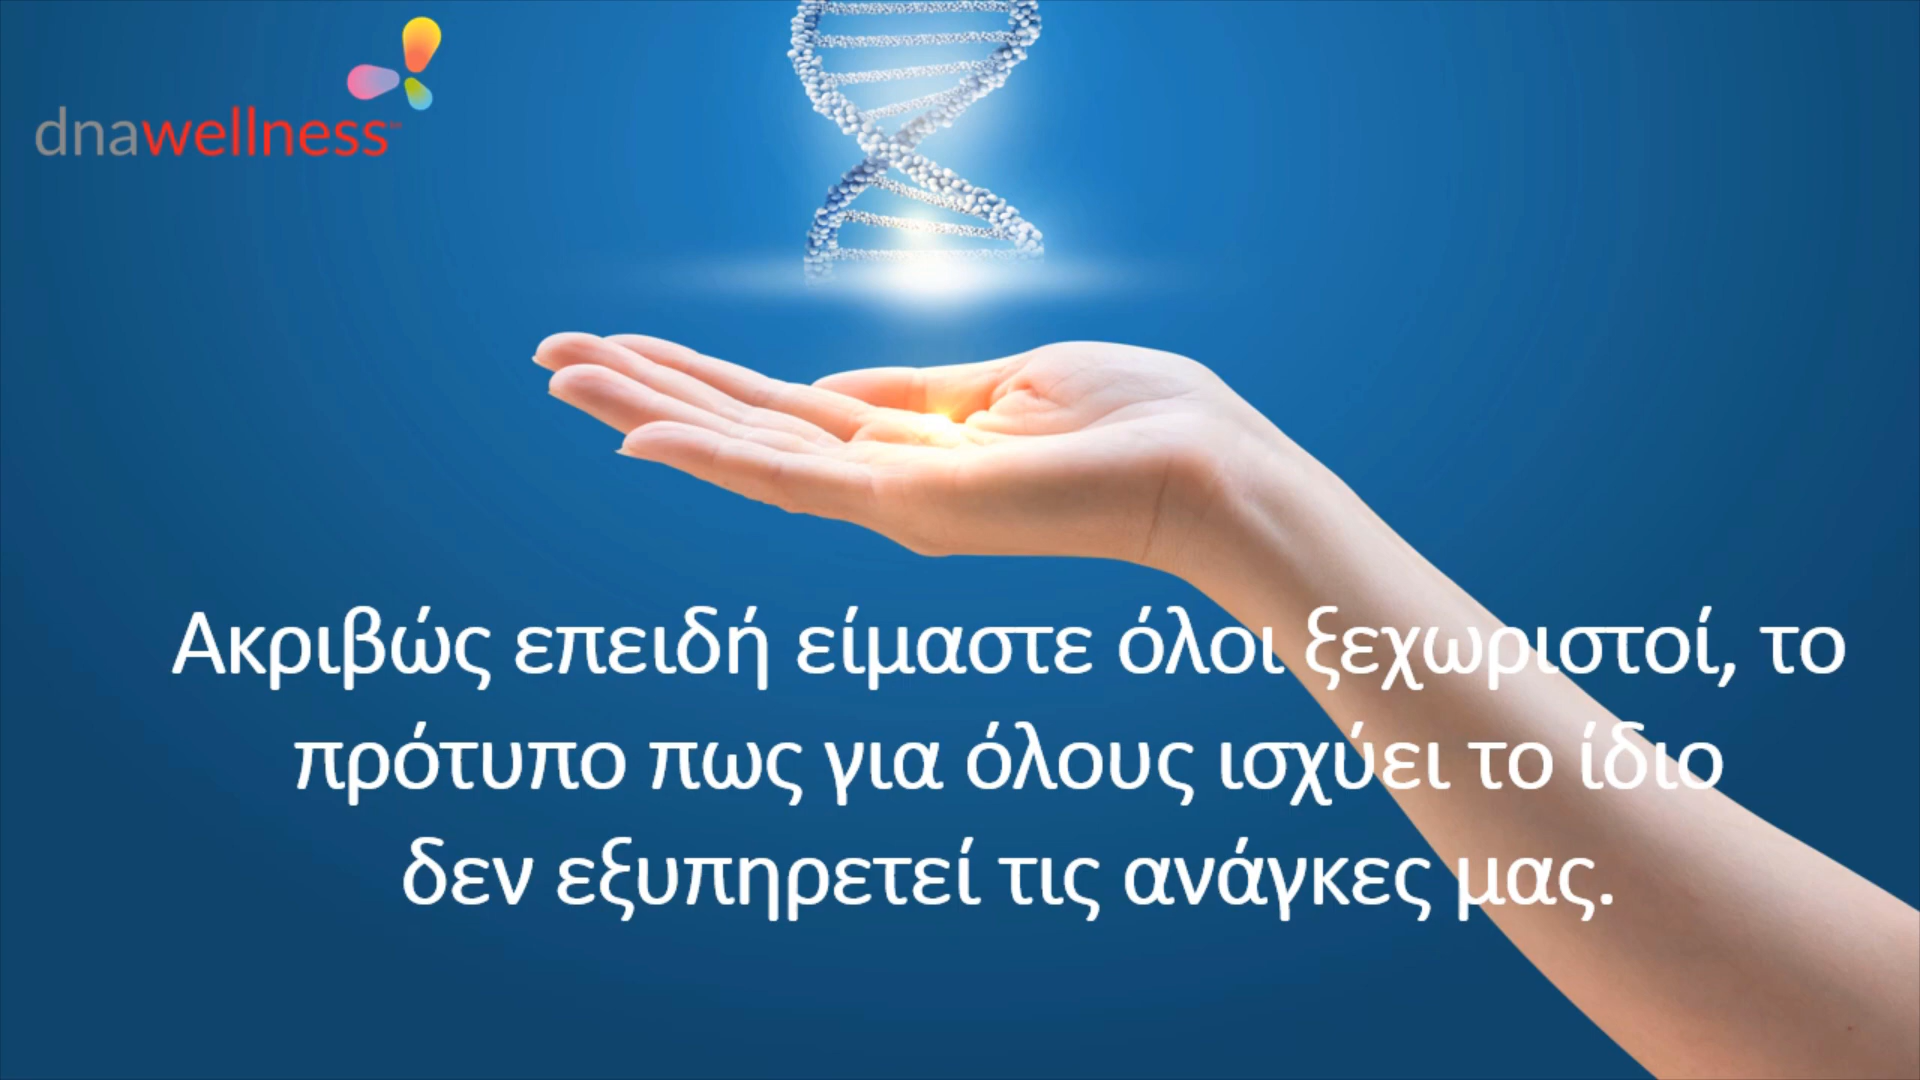 dnawellness
Ακριβώς επειδή είμαστε όλοι ξεχωριστοί, το
πρότυπο πως για όλους ισχύει το ίδιο
δεν εξυπηρετεί τις ανάγκες μας.